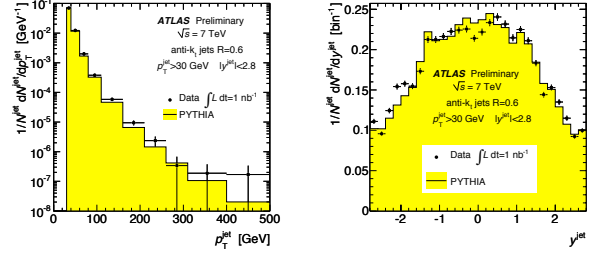 1/N^jet dN^jet/dp_T^jet [GeV⁻¹]
10⁻¹
10⁻²
10⁻³
10⁻⁴
10⁻⁵
10⁻⁶
10⁻⁷
10⁻⁸
ATLAS Preliminary
√s = 7 TeV
anti-k_t jets R=0.6
p_T^jet>30 GeV |y^jet|<2.8
Data ∫L dt=1 nb⁻¹
PYTHIA
0 100 200 300 400 500
p_T^jet [GeV]
1/N^jet dN^jet/dy^jet [bin⁻¹]
0.25
0.2
0.15
0.1
0.05
0
ATLAS Preliminary
√s = 7 TeV
anti-k_t jets R=0.6
p_T^jet>30 GeV |y^jet|<2.8
Data ∫L dt=1 nb⁻¹
PYTHIA
-2 -1 0 1 2
y^jet